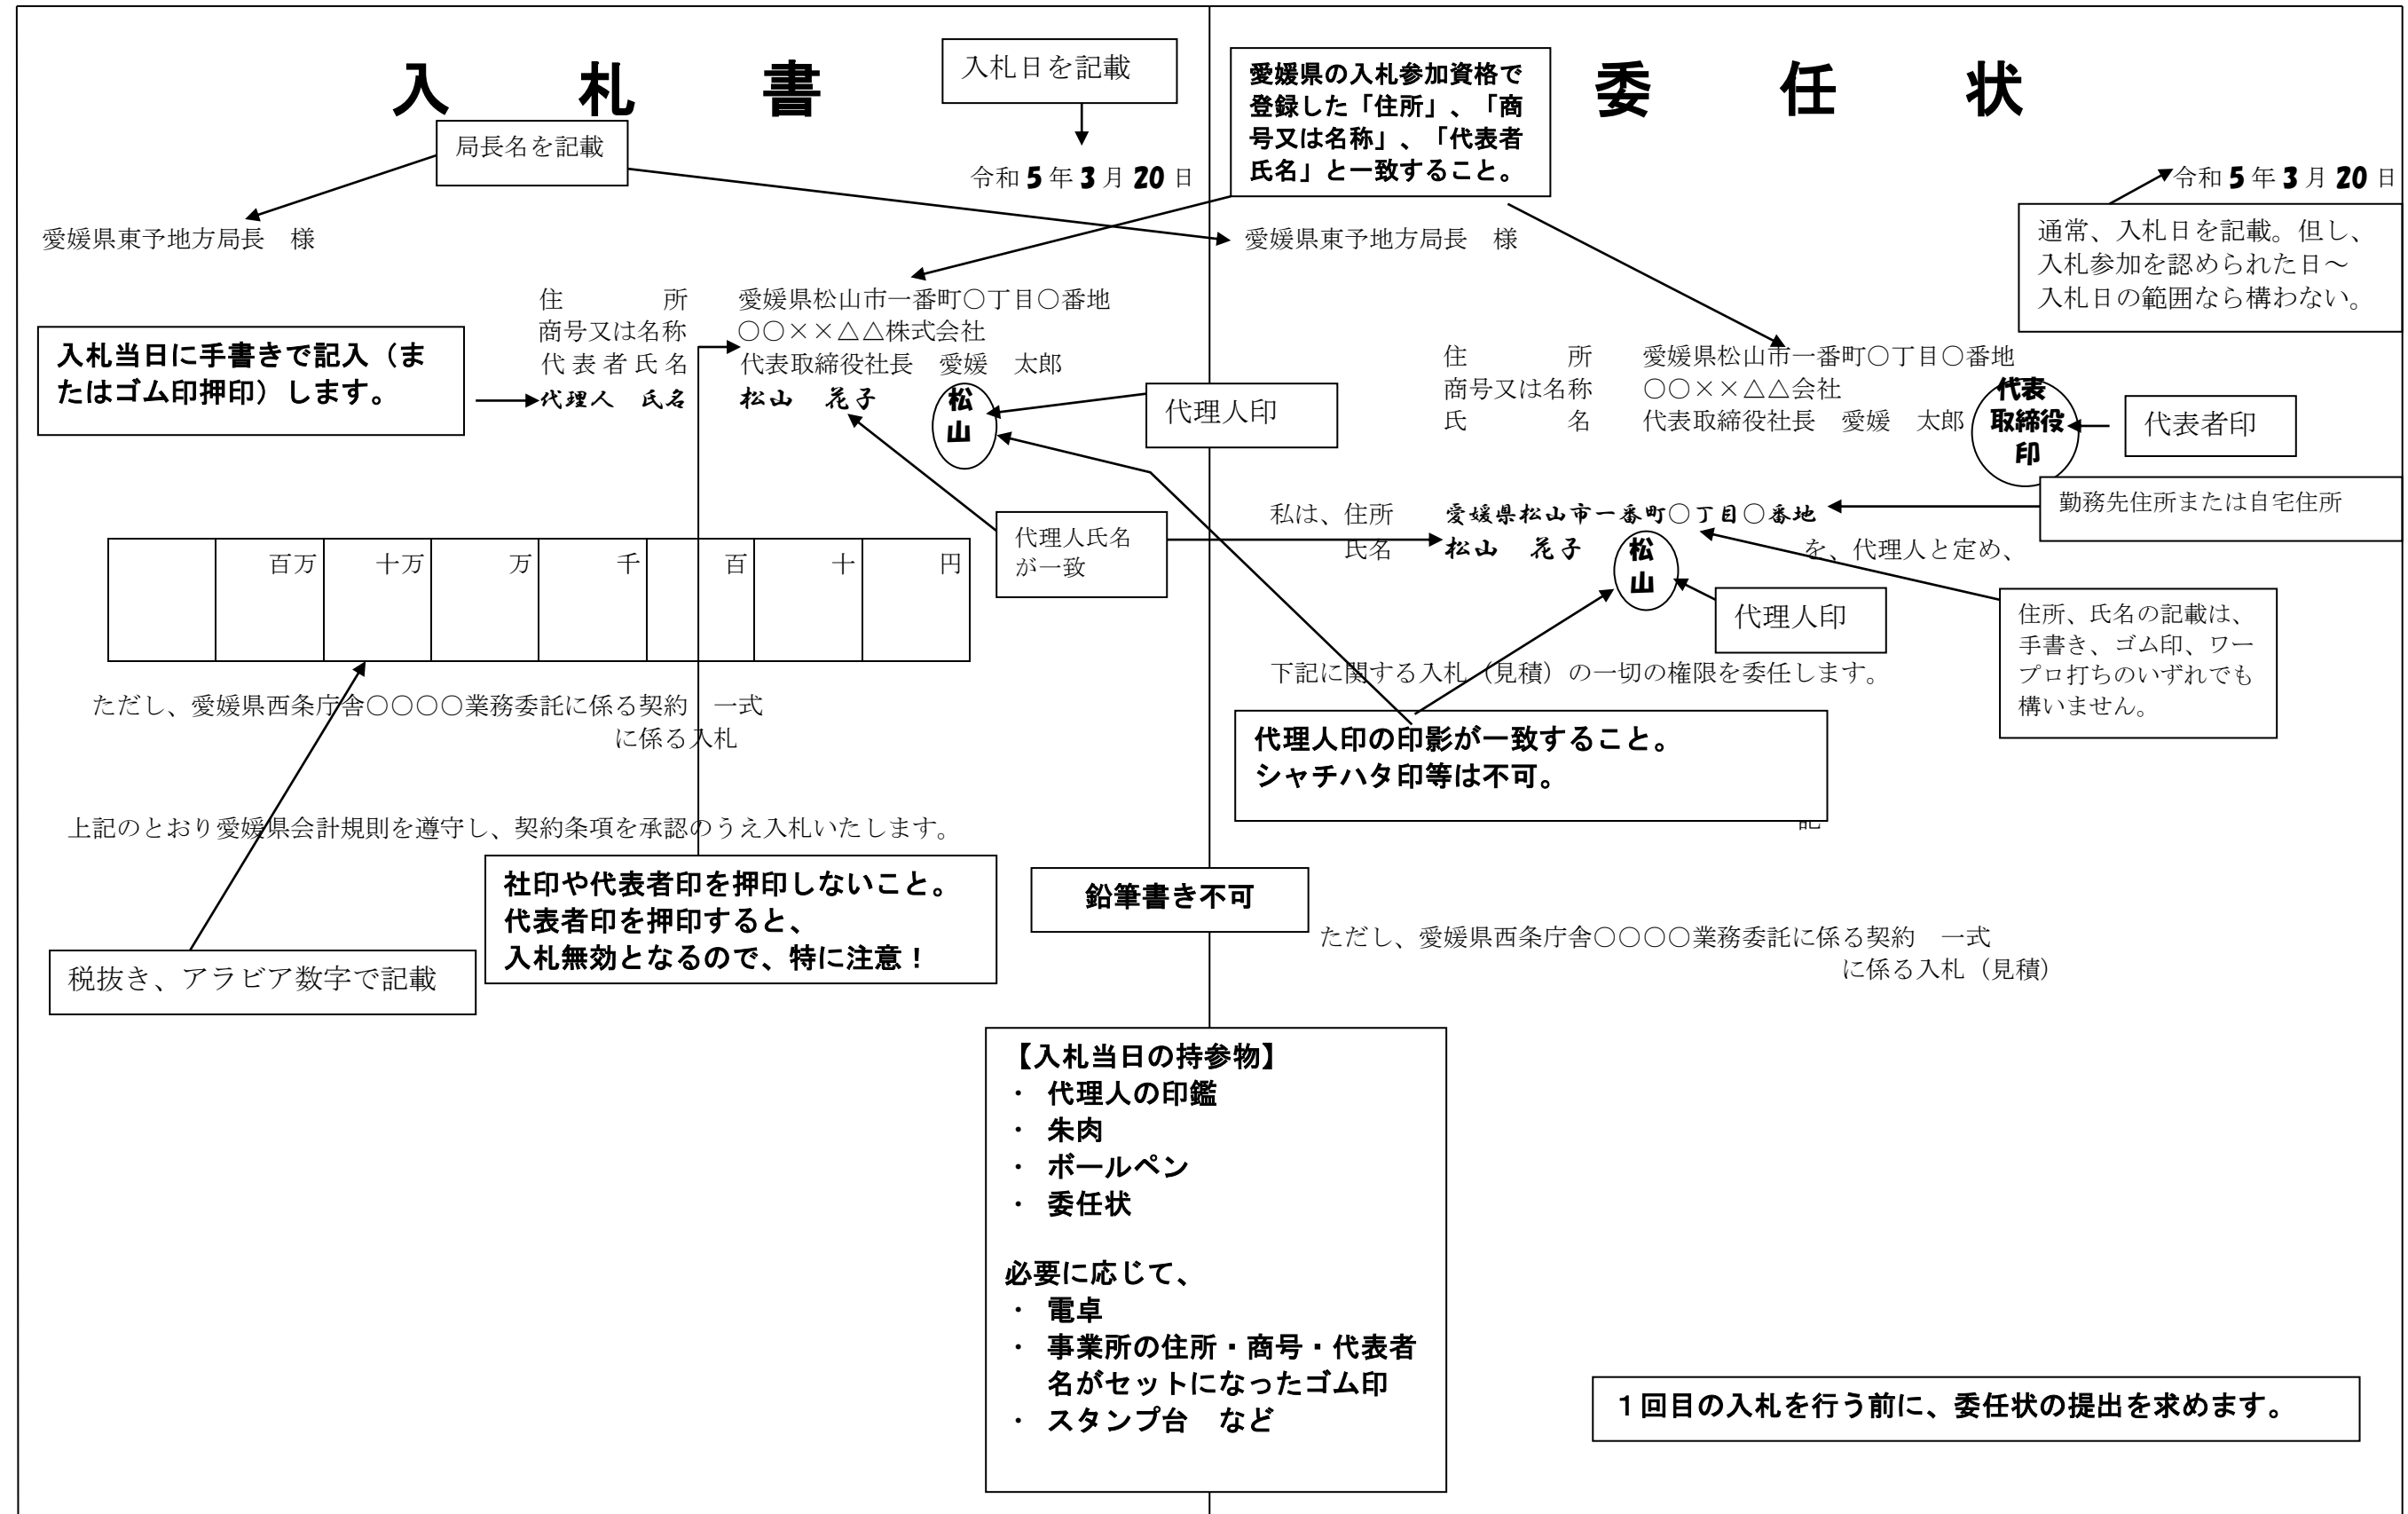 入　札　書
入札日を記載
局長名を記載
令和 5 年 3 月 20 日
愛媛県東予地方局長　様
住　　　　所　愛媛県松山市一番町○丁目○番地
商号又は名称　○○××△△株式会社
代表者氏名　代表取締役社長　愛媛　太郎
代理人　氏名　松山　花子
松
山
入札当日に手書きで記入（ま
たはゴム印押印）します。
代理人印
代理人氏名
が一致
百万　十万　万　千　百　十　円
ただし、愛媛県西条庁舎○○○○業務委託に係る契約　一式
に係る入札
上記のとおり愛媛県会計規則を遵守し、契約条項を承認のうえ入札いたします。
社印や代表者印を押印しないこと。
代表者印を押印すると、
入札無効となるので、特に注意！
税抜き、アラビア数字で記載
鉛筆書き不可
【入札当日の持参物】
・ 代理人の印鑑
・ 朱肉
・ ボールペン
・ 委任状
必要に応じて、
・ 電卓
・ 事業所の住所・商号・代表者
名がセットになったゴム印
・ スタンプ台　など
委　任　状
愛媛県の入札参加資格で
登録した「住所」、「商
号又は名称」、「代表者
氏名」と一致すること。
令和 5 年 3 月 20 日
通常、入札日を記載。但し、
入札参加を認められた日～
入札日の範囲なら構わない。
愛媛県東予地方局長　様
住　　　　所　愛媛県松山市一番町○丁目○番地
商号又は名称　○○××△△会社
氏　　　　名　代表取締役社長　愛媛　太郎
代表
取締役
印
代表者印
勤務先住所または自宅住所
私は、住所　愛媛県松山市一番町○丁目○番地
氏名　松山　花子　を、代理人と定め、
松
山
代理人印
住所、氏名の記載は、
手書き、ゴム印、ワー
プロ打ちのいずれでも
構いません。
下記に関する入札（見積）の一切の権限を委任します。
代理人印の印影が一致すること。
シャチハタ印等は不可。
記
ただし、愛媛県西条庁舎○○○○業務委託に係る契約　一式
に係る入札（見積）
１回目の入札を行う前に、委任状の提出を求めます。